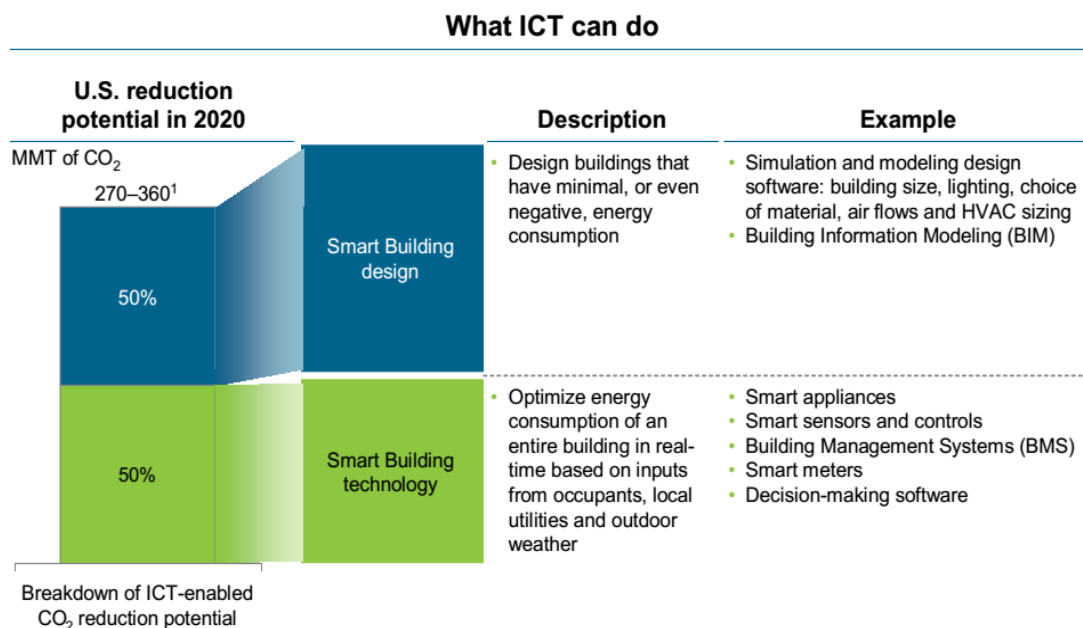 What ICT can do
U.S. reduction
potential in 2020
MMT of CO₂
270–360¹
50%
50%
Breakdown of ICT-enabled
CO₂ reduction potential
Smart Building
design
Smart Building
technology
Description
• Design buildings that
have minimal, or even
negative, energy
consumption
• Optimize energy
consumption of an
entire building in real-
time based on inputs
from occupants, local
utilities and outdoor
weather
Example
• Simulation and modeling design
software: building size, lighting, choice
of material, air flows and HVAC sizing
• Building Information Modeling (BIM)
• Smart appliances
• Smart sensors and controls
• Building Management Systems (BMS)
• Smart meters
• Decision-making software